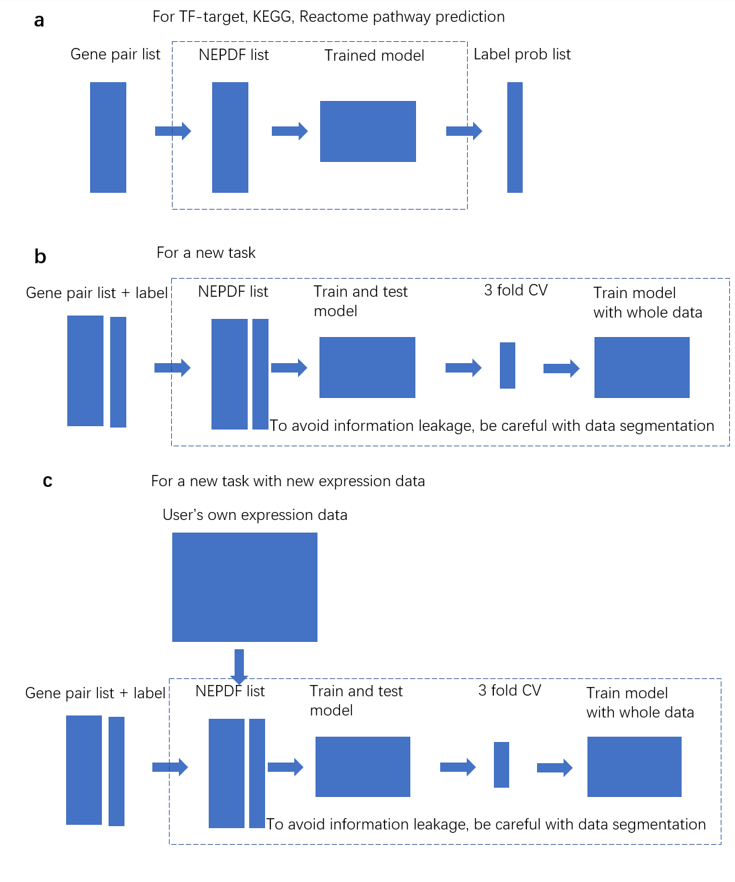 a
For TF-target, KEGG, Reactome pathway prediction
Gene pair list
NEPDF list
Trained model
Label prob list
b
For a new task
Gene pair list + label
NEPDF list
Train and test
model
3 fold CV
Train model
with whole data
To avoid information leakage, be careful with data segmentation
c
For a new task with new expression data
User's own expression data
Gene pair list + label
NEPDF list
Train and test
model
3 fold CV
Train model
with whole data
To avoid information leakage, be careful with data segmentation